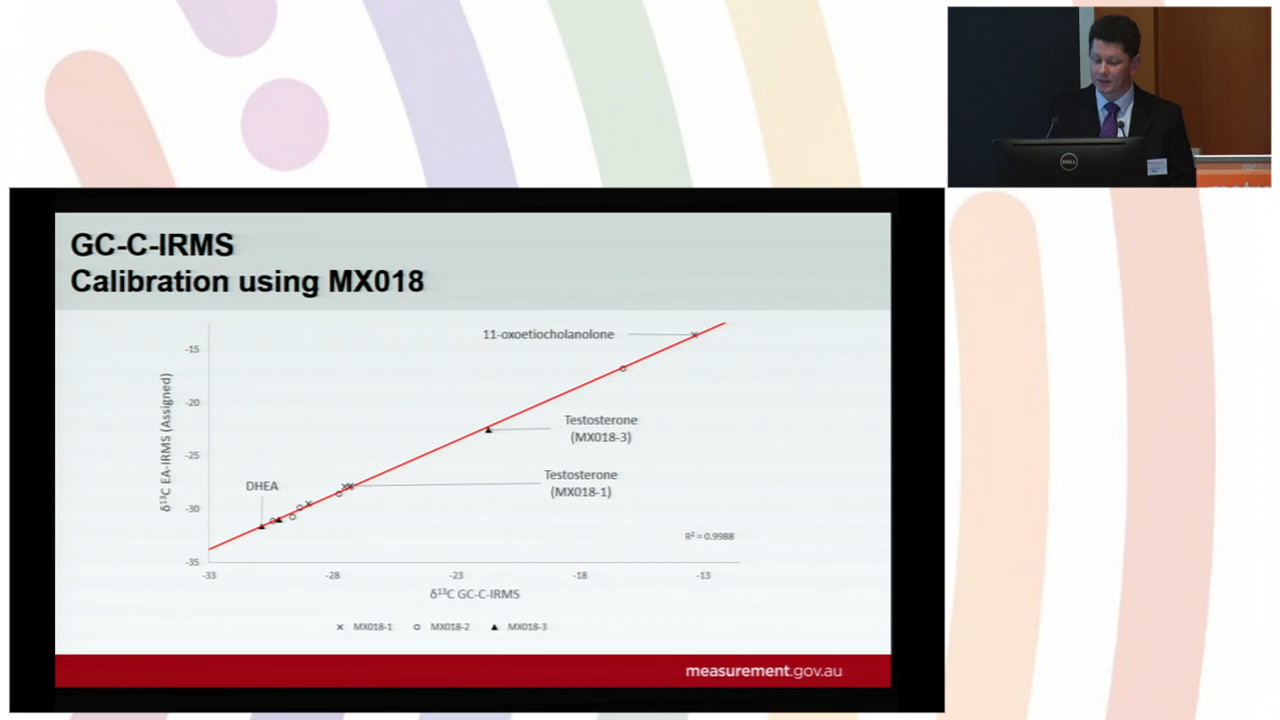 DELL
GC-C-IRMS
Calibration using MX018
11-oxoetiocholanolone
-15
-20
-25
-30
-35
δ¹³C EA-IRMS (Assigned)
Testosterone
(MX018-3)
Testosterone
(MX018-1)
DHEA
R² = 0.9988
-33
-28
-23
-18
-13
δ¹³C GC-C-IRMS
× MX018-1 ○ MX018-2 ▲ MX018-3
measurement.gov.au